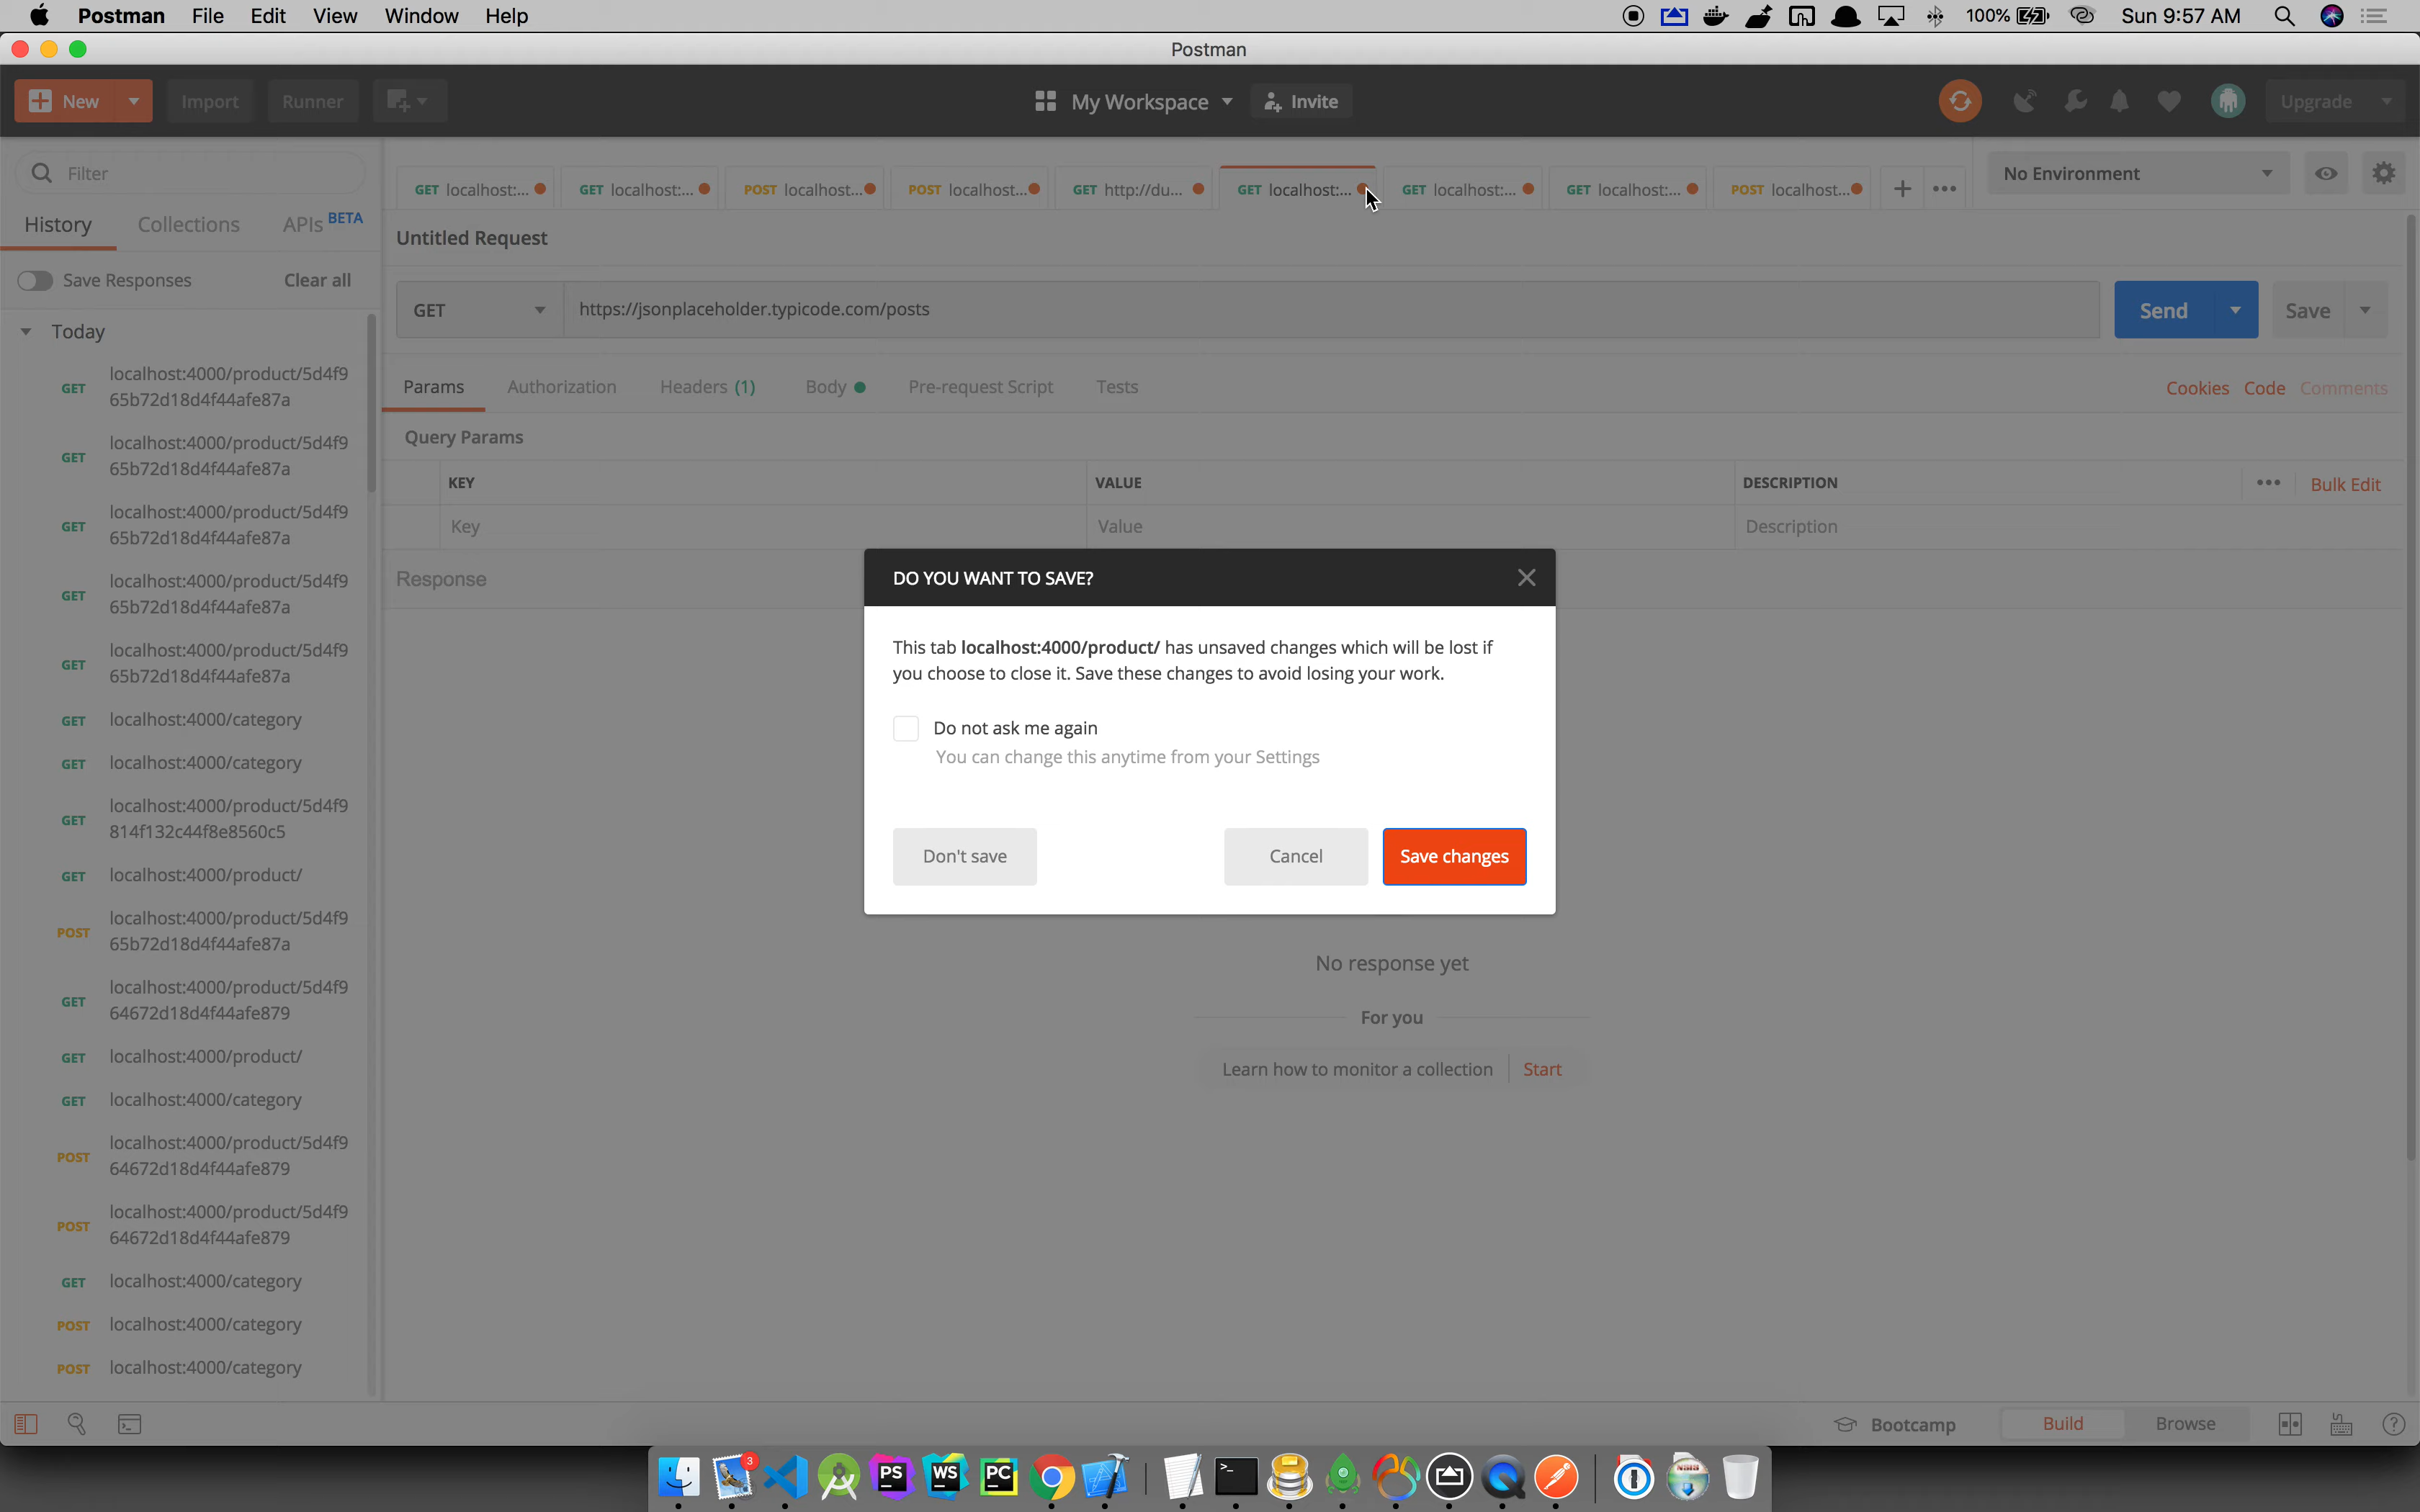 Postman File Edit View Window Help 100% Sun 9:57 AM
Postman
New Import Runner My Workspace Invite Upgrade
Filter
GET localhost:... GET localhost:... POST localhost... POST localhost... GET http://du... GET localhost:... GET localhost:... GET localhost:... POST localhost... No Environment
History Collections APIs BETA
Untitled Request
Save Responses Clear all
GET https://jsonplaceholder.typicode.com/posts Send Save
Today
Params Authorization Headers (1) Body Pre-request Script Tests Cookies Code Comments
Query Params
KEY VALUE DESCRIPTION Bulk Edit
Key Value Description
Response
GET localhost:4000/product/5d4f9
65b72d18d4f44afe87a
GET localhost:4000/product/5d4f9
65b72d18d4f44afe87a
GET localhost:4000/product/5d4f9
65b72d18d4f44afe87a
GET localhost:4000/product/5d4f9
65b72d18d4f44afe87a
GET localhost:4000/product/5d4f9
65b72d18d4f44afe87a
GET localhost:4000/category
GET localhost:4000/category
GET localhost:4000/product/5d4f9
814f132c44f8e8560c5
GET localhost:4000/product/
POST localhost:4000/product/5d4f9
65b72d18d4f44afe87a
GET localhost:4000/product/5d4f9
64672d18d4f44afe879
GET localhost:4000/product/
GET localhost:4000/category
POST localhost:4000/product/5d4f9
64672d18d4f44afe879
POST localhost:4000/product/5d4f9
64672d18d4f44afe879
GET localhost:4000/category
POST localhost:4000/category
POST localhost:4000/category
DO YOU WANT TO SAVE?
This tab localhost:4000/product/ has unsaved changes which will be lost if
you choose to close it. Save these changes to avoid losing your work.
Do not ask me again
You can change this anytime from your Settings
Don't save Cancel Save changes
No response yet
For you
Learn how to monitor a collection Start
Bootcamp Build Browse
3 PS WS PC